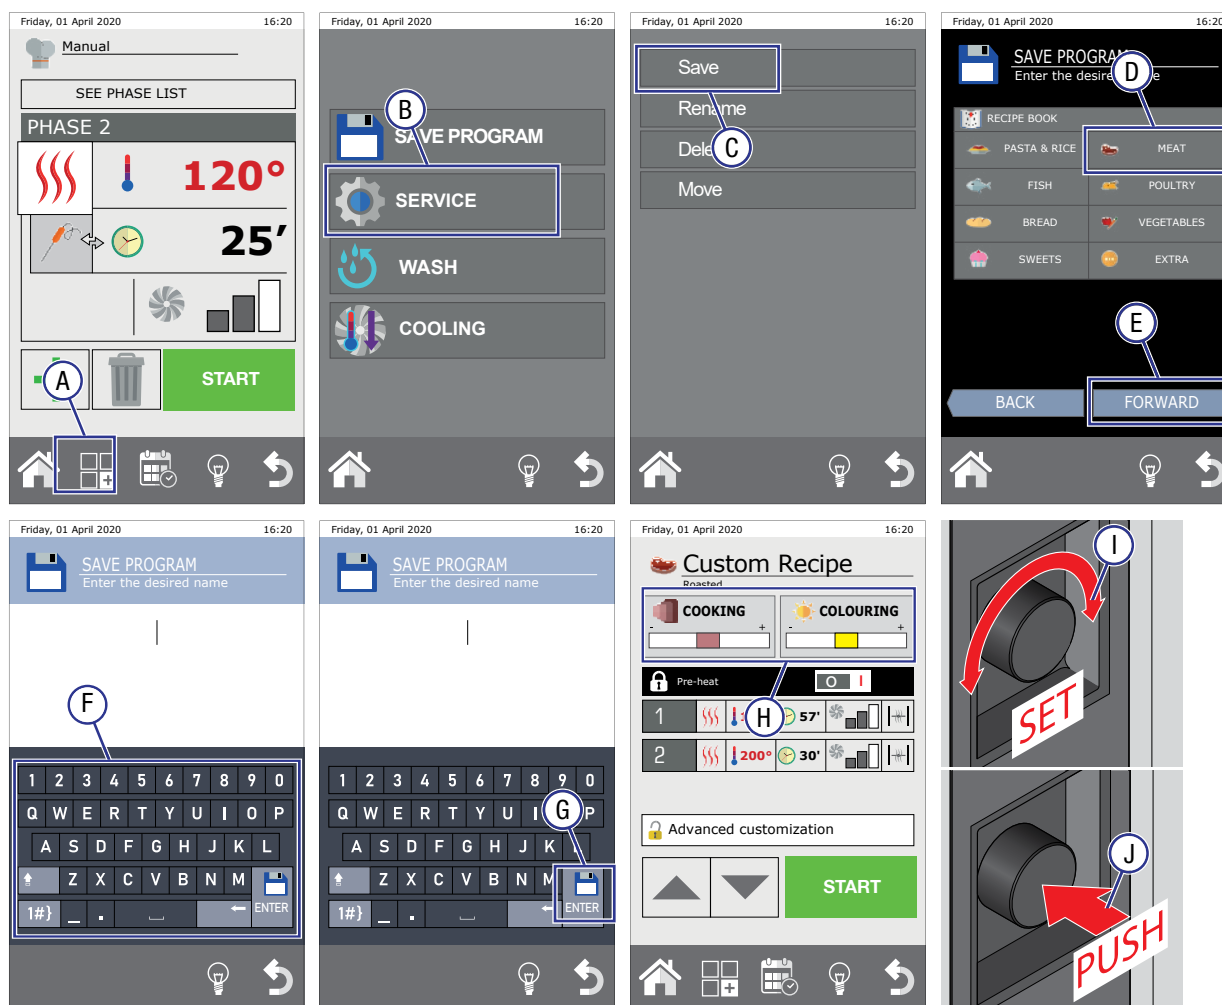 Friday, 01 April 2020 16:20
Manual
SEE PHASE LIST
PHASE 2
120°
25′
A
START
Friday, 01 April 2020 16:20
B
SAVE PROGRAM
SERVICE
WASH
COOLING
Friday, 01 April 2020 16:20
Save
Rename
C
Move
Friday, 01 April 2020 16:20
SAVE PROGRAM
Enter the
D
RECIPE BOOK
PASTA & RICE MEAT
FISH POULTRY
BREAD VEGETABLES
SWEETS EXTRA
E
BACK FORWARD
Friday, 01 April 2020 16:20
SAVE PROGRAM
Enter the desired name
F
1 2 3 4 5 6 7 8 9 0
Q W E R T Y U I O P
A S D F G H J K L
Z X C V B N M
1#} _ . ENTER
Friday, 01 April 2020 16:20
SAVE PROGRAM
Enter the desired name
1 2 3 4 5 6 7 8 9 0
Q W E R T Y U I P
G
A S D F G H J K
Z X C V B N M
1#} _ . ENTER
Friday, 01 April 2020 16:20
Custom Recipe
Roasted
COOKING COLOURING
- + - +
Pre-heat O I
H
1 57'
2 200° 30'
Advanced customization
START
I
SET
J
PUSH